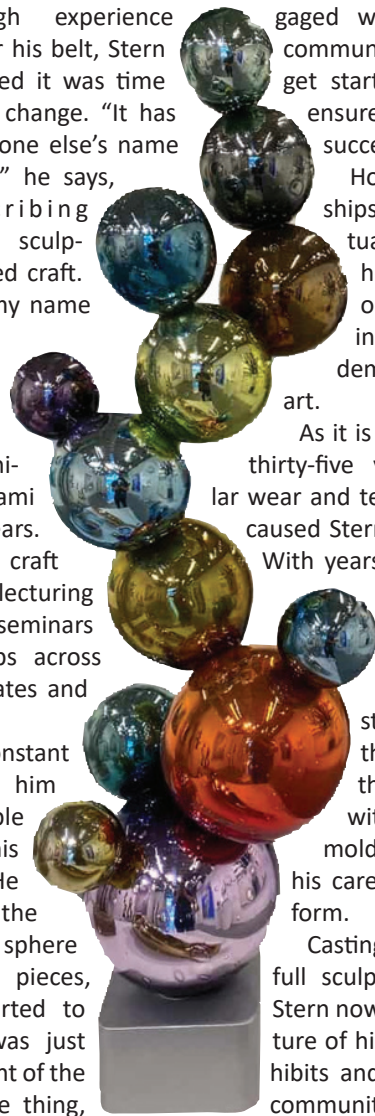 gh experience
r his belt, Stern
ed it was time
change. “It has
one else’s name
” he says,
ribing
sculp-
ed craft.
my name
ni-
ami
ars.
craft
lecturing
seminars
os across
ates and
onstant
him
ole
his
He
the
sphere
pieces,
rted to
was just
nt of the
e thing,
gaged w
commun
get start
ensure
succe
Ho
ships
tua
h
o
in
den
art.
As it is
thirty-five
lar wear and te
caused Stern
With years
st
th
th
wit
mold
his care
form.
Casting
full sculp
Stern now
ture of hi
hibits and
communit